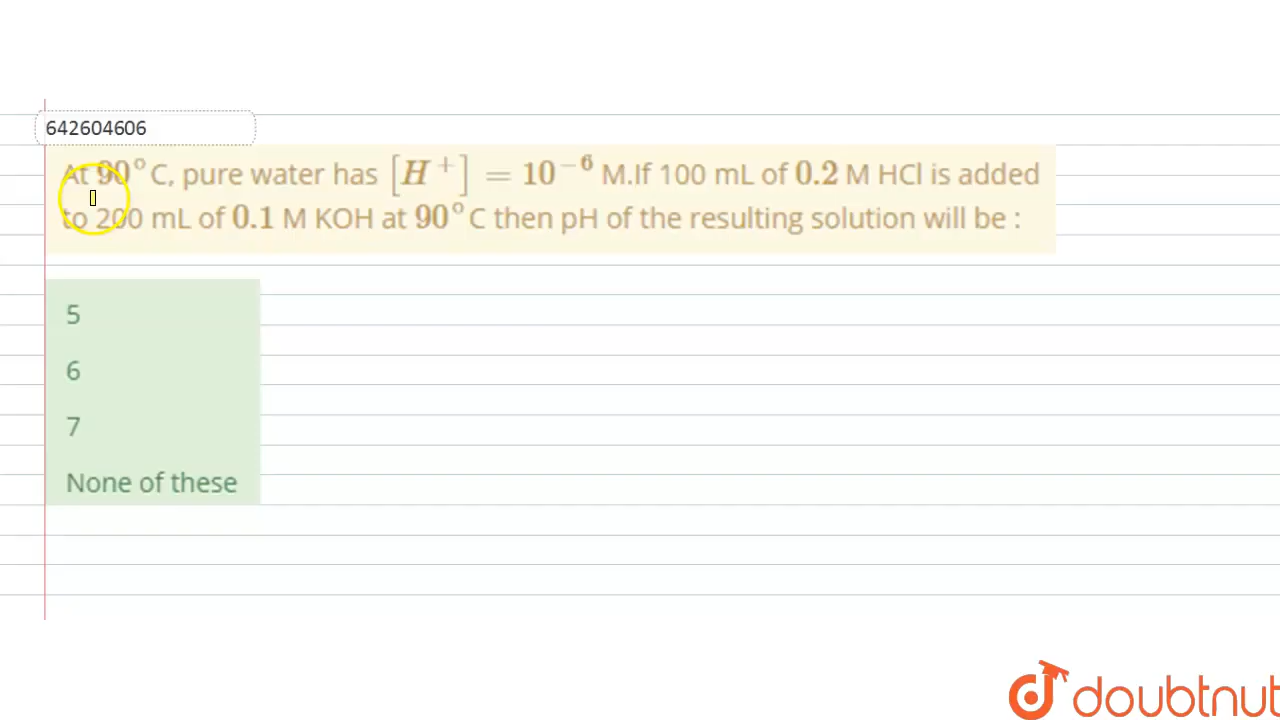 642604606
At 90°C, pure water has [H⁺] = 10⁻⁶ M.If 100 mL of 0.2 M HCl is added
to 200 mL of 0.1 M KOH at 90°C then pH of the resulting solution will be :
5
6
7
None of these
doubtnut